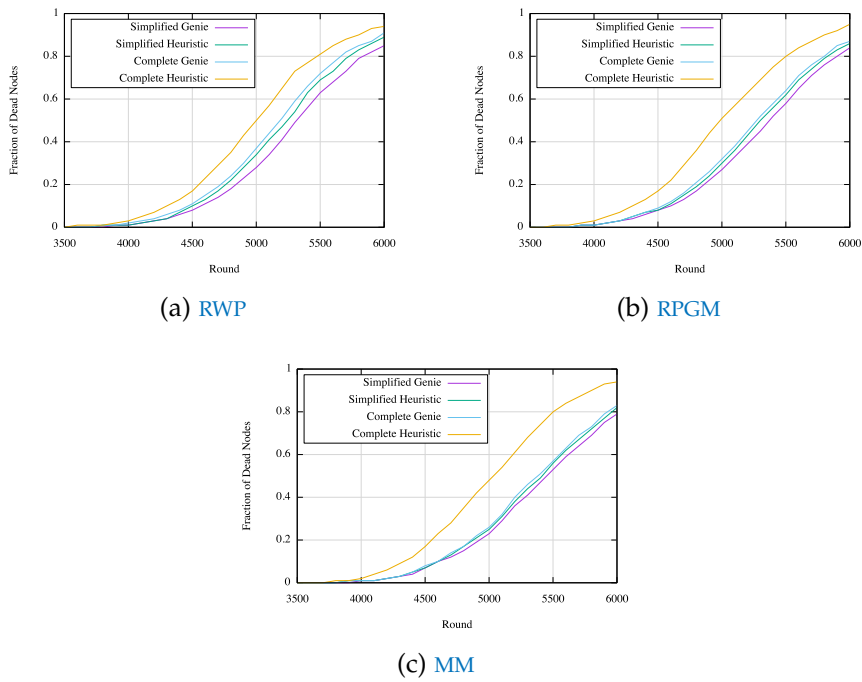 Simplified Genie
Simplified Heuristic
Complete Genie
Complete Heuristic
Fraction of Dead Nodes
1
0.8
0.6
0.4
0.2
0
3500 4000 4500 5000 5500 6000
Round
(a) RWP
Simplified Genie
Simplified Heuristic
Complete Genie
Complete Heuristic
Fraction of Dead Nodes
1
0.8
0.6
0.4
0.2
0
3500 4000 4500 5000 5500 6000
Round
(b) RPGM
Simplified Genie
Simplified Heuristic
Complete Genie
Complete Heuristic
Fraction of Dead Nodes
1
0.8
0.6
0.4
0.2
0
3500 4000 4500 5000 5500 6000
Round
(c) MM